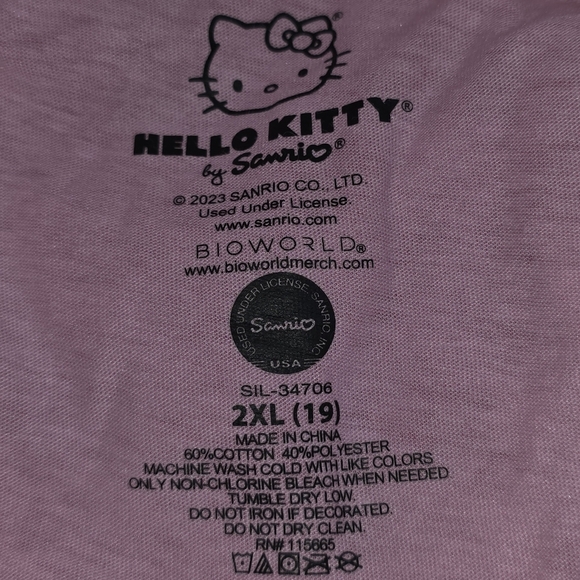 HELLO KITTY®
by Sanrio®
© 2023 SANRIO CO., LTD.
Used Under License.
www.sanrio.com
BIOWORLD®
www.bioworldmerch.com
USED UNDER LICENSE. SANRIO, INC.
Sanrio
USA
SIL-34706
2XL (19)
MADE IN CHINA
60%COTTON 40%POLYESTER
MACHINE WASH COLD WITH LIKE COLORS
ONLY NON-CHLORINE BLEACH WHEN NEEDED
TUMBLE DRY LOW.
DO NOT IRON IF DECORATED.
DO NOT DRY CLEAN.
RN# 115665